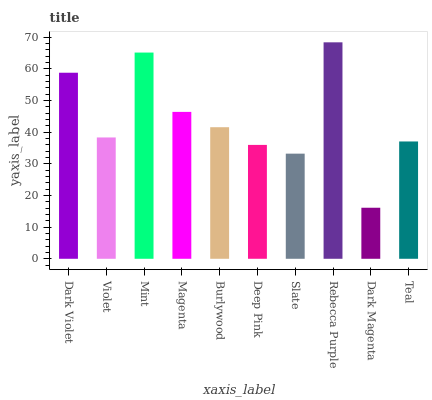 title
70
60
50
40
30
20
10
0
yaxis_label
Dark Violet
Violet
Mint
Magenta
Burlywood
Deep Pink
Slate
Rebecca Purple
Dark Magenta
Teal
xaxis_label